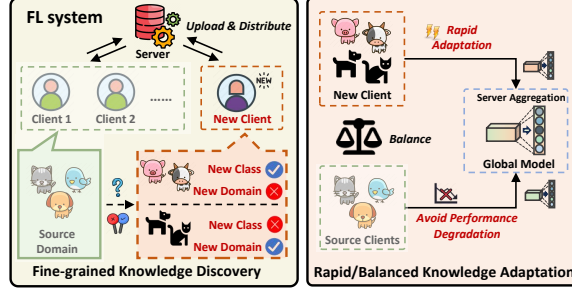 FL system
Server
Upload & Distribute
Client 1
Client 2
......
NEW
New Client
Source
Domain
?
New Class
New Domain
New Class
New Domain
Fine-grained Knowledge Discovery
New Client
Rapid
Adaptation
Server Aggregation
Global Model
Balance
Source Clients
Avoid Performance
Degradation
Rapid/Balanced Knowledge Adaptation